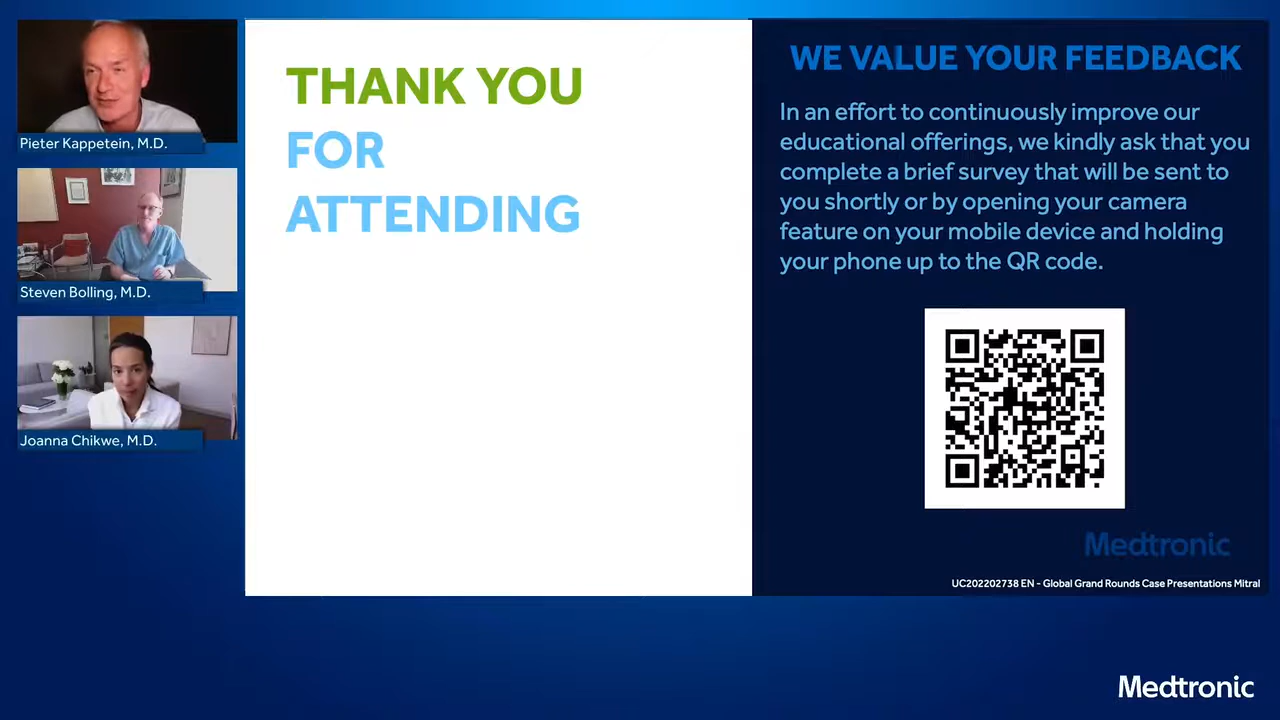 Pieter Kappetein, M.D.
Steven Bolling, M.D.
Joanna Chikwe, M.D.
THANK YOU
FOR
ATTENDING
WE VALUE YOUR FEEDBACK
In an effort to continuously improve our
educational offerings, we kindly ask that you
complete a brief survey that will be sent to
you shortly or by opening your camera
feature on your mobile device and holding
your phone up to the QR code.
Medtronic
UC202202738 EN - Global Grand Rounds Case Presentations Mitral
Medtronic